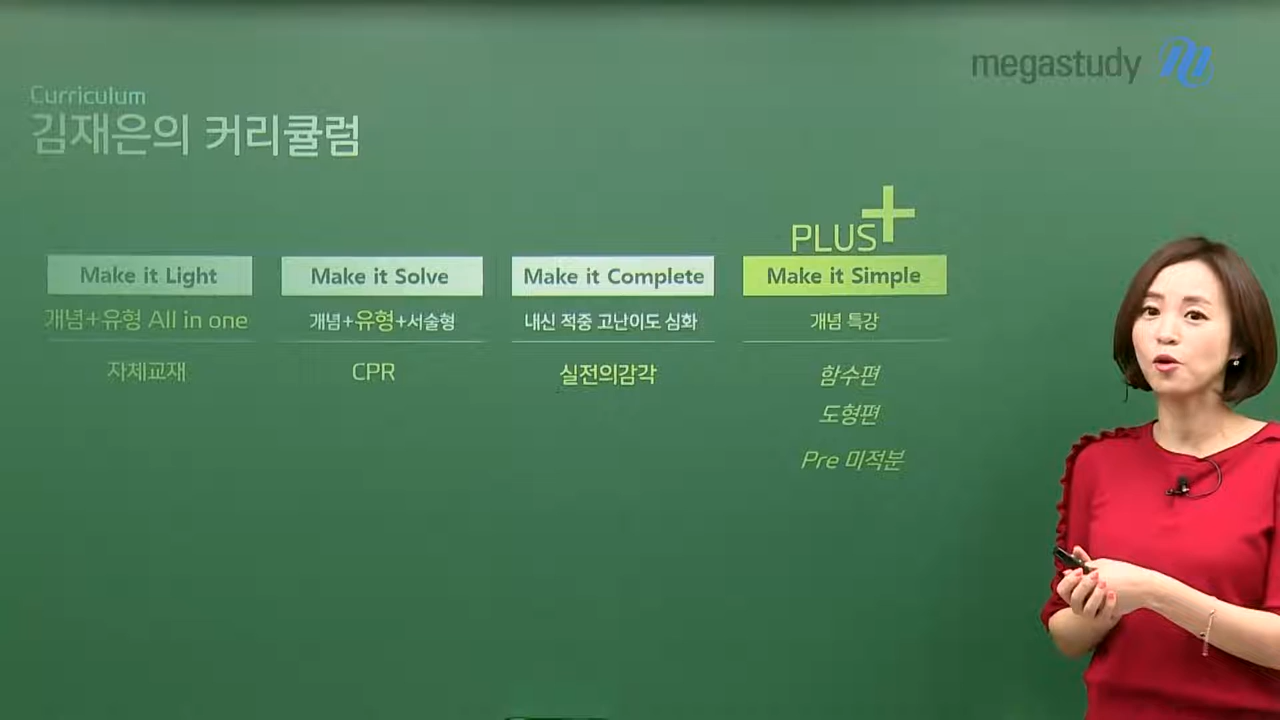 megastudy
Curriculum
김재은의 커리큘럼
PLUS+
Make it Light
Make it Solve
Make it Complete
Make it Simple
개념+유형 All in one
개념+유형+서술형
내신 적중 고난이도 심화
개념 특강
자체교재
CPR
실전의감각
함수편
도형편
Pre 미적분